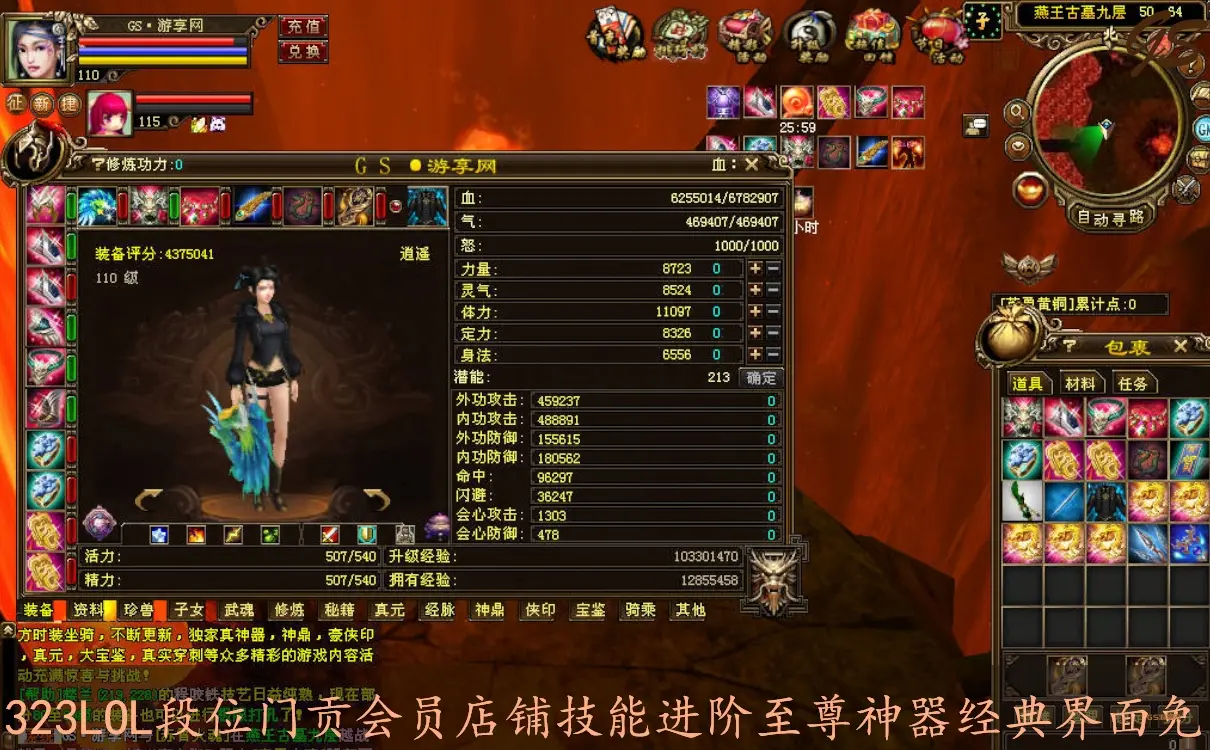 GS·游享网
充值
兑换
110
征 新 捷
115
燕王古墓九层 50 84
北
25:59
自动寻路
小时
?修炼功力:0
GS●游享网
血:
血: 6255014/6782907
气: 469407/469407
怒: 1000/1000
装备评分:4375041
逍遥
110 级
力量: 8723 0
灵气: 8524 0
体力: 11097 0
定力: 8326 0
身法: 6556 0
潜能: 213 确定
外功攻击: 459237 0
内功攻击: 488891 0
外功防御: 155615 0
内功防御: 180562 0
命中: 96297 0
闪避: 36247 0
会心攻击: 1303 0
会心防御: 478 0
活力: 507/540 升级经验: 103301470
精力: 507/540 拥有经验: 12855458
装备 资料 珍兽 子女 武魂 修炼 秘籍 真元 经脉 神鼎 侠印 宝鉴 骑乘 其他
黄铜]累计点:0
? 包裹
道具 材料 任务
方时装坐骑，不断更新，独家真神器，神鼎，豪侠印
，真元，大宝鉴，真实穿刺等众多精彩的游戏内容活
动充满惊喜与挑战！
323LOL段位门贡会员店铺技能进阶至尊神器经典界面免